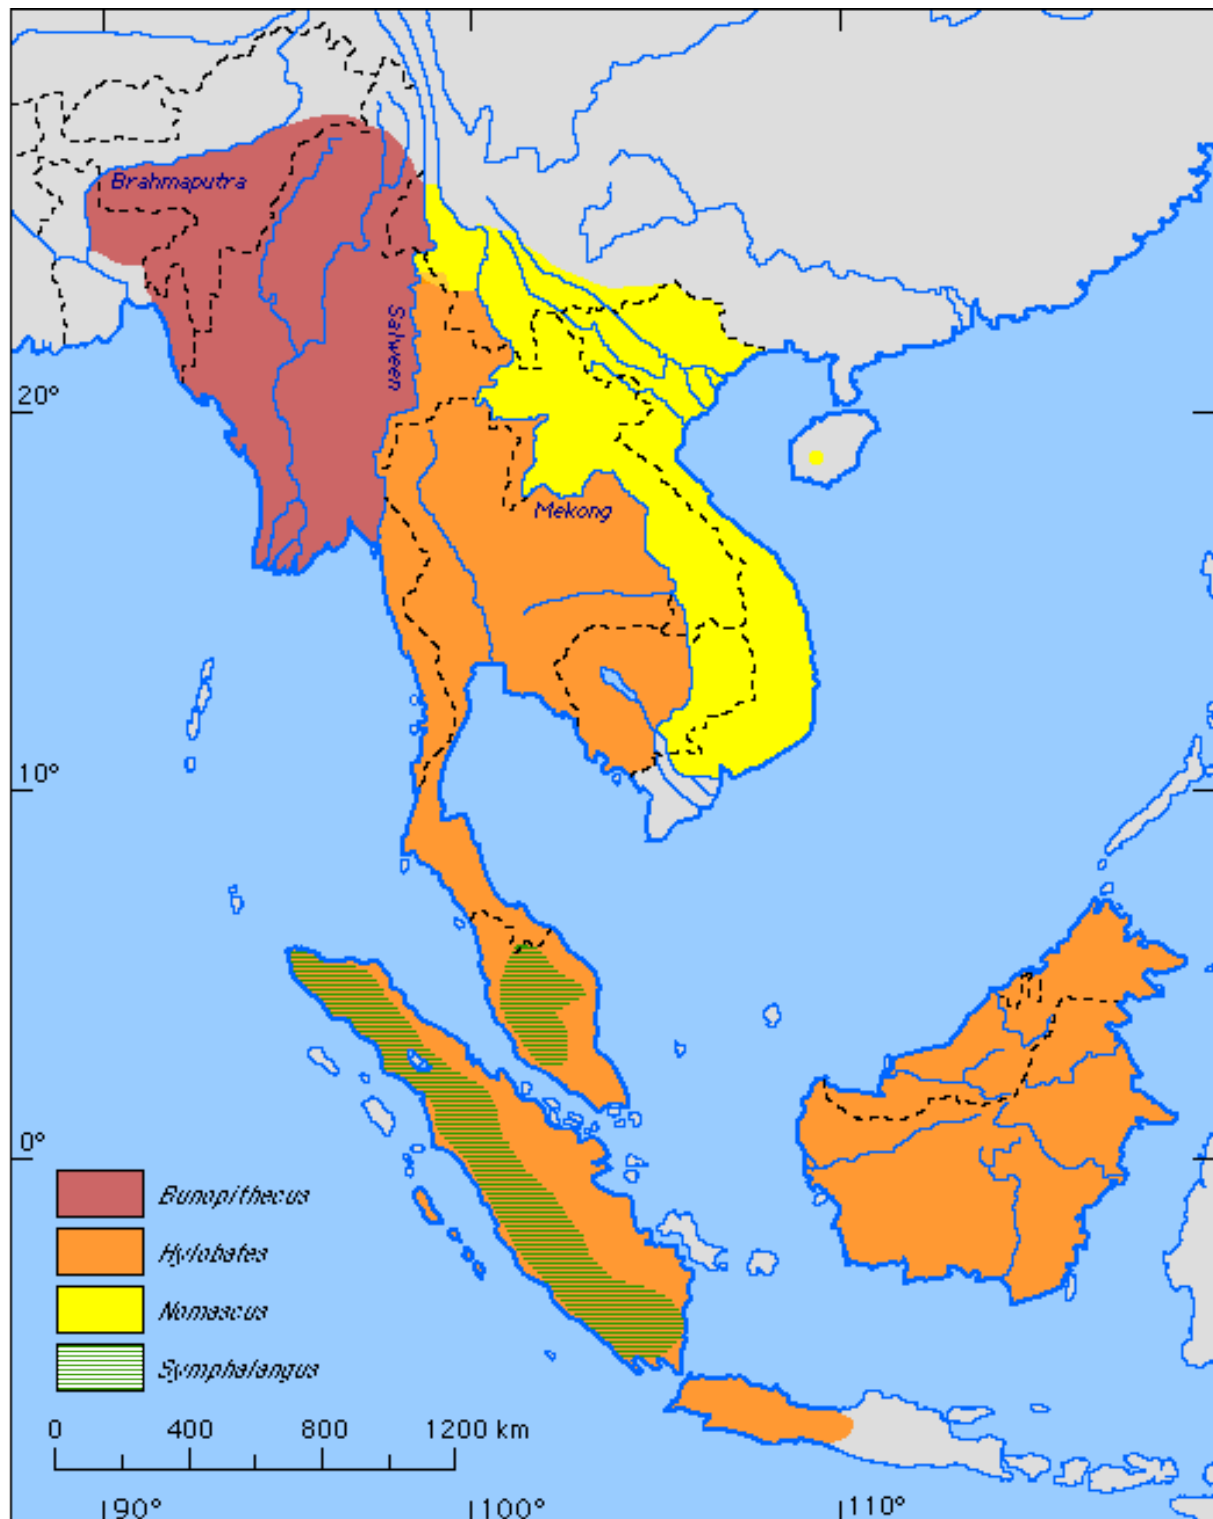 Brahmaputra
Salween
20°
Mekong
10°
0°
Bunopithecus
Hylobates
Nomascus
Symphalangus
0 400 800 1200 km
90° 100° 110°